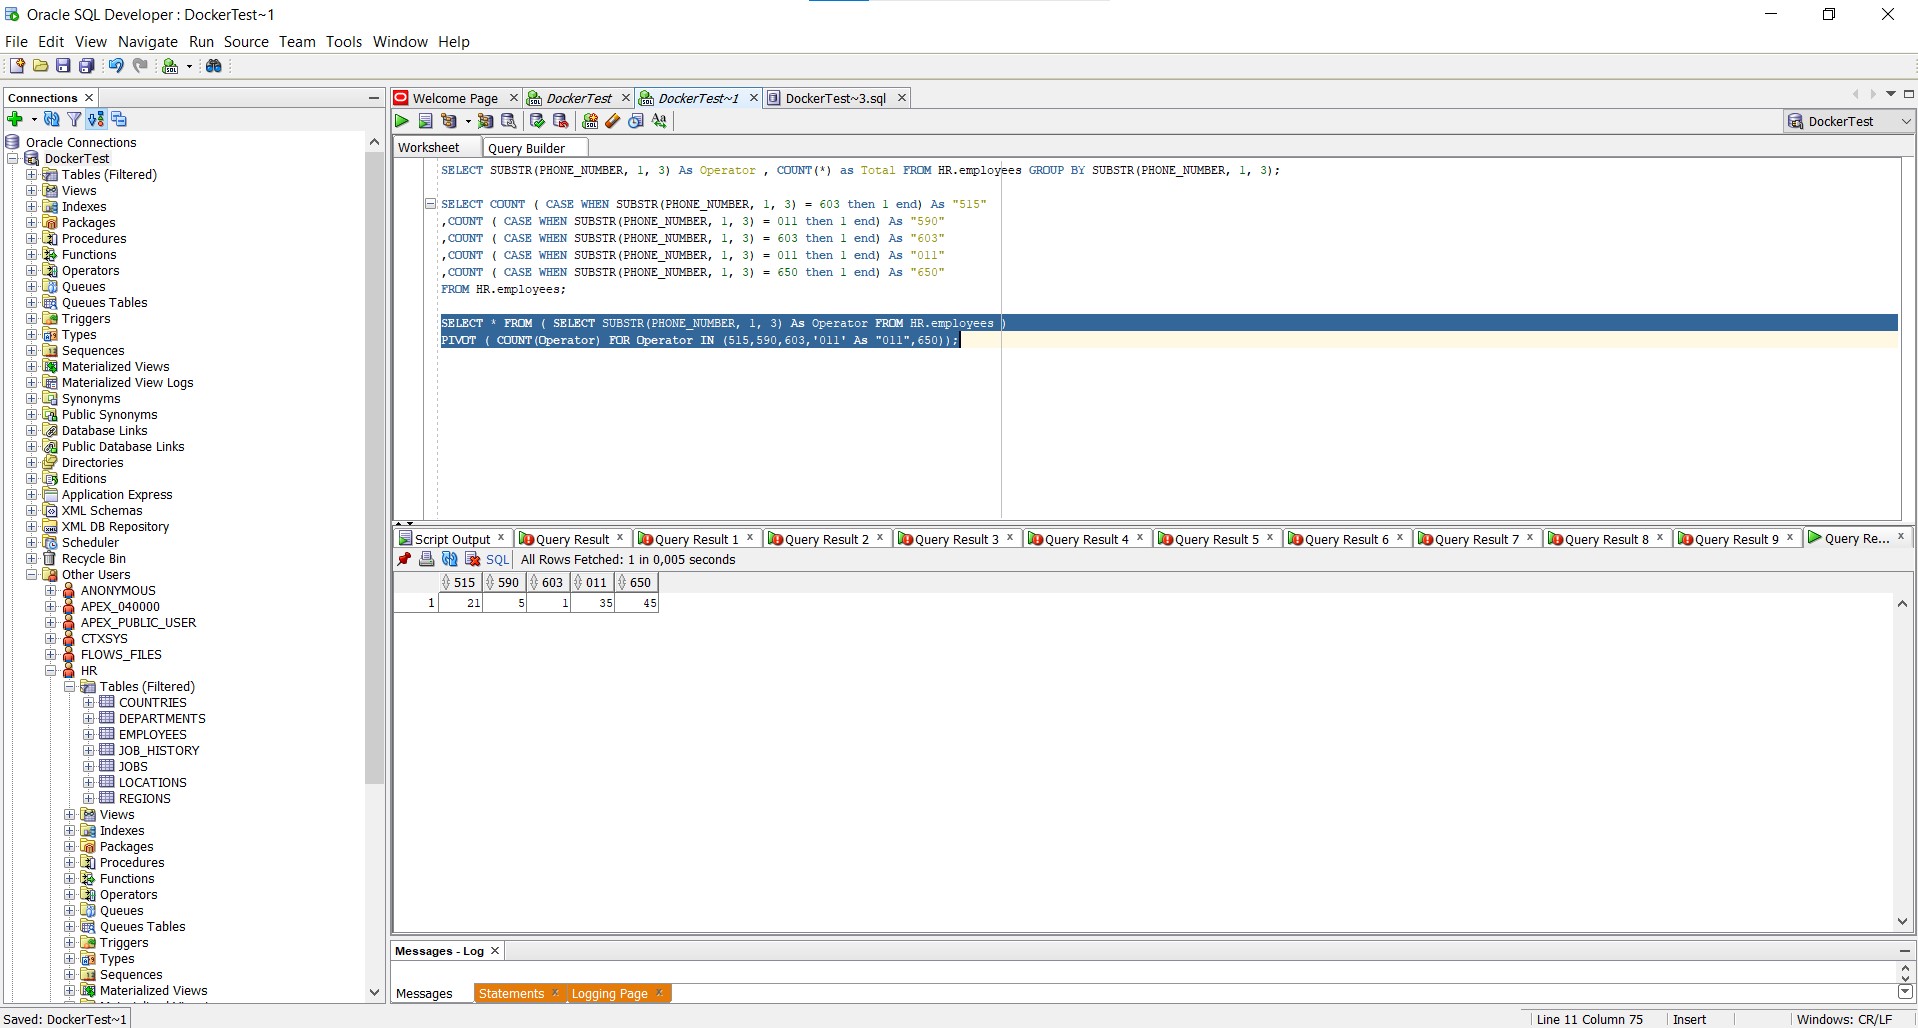 Oracle SQL Developer : DockerTest~1
File Edit View Navigate Run Source Team Tools Window Help
Connections
Oracle Connections
DockerTest
Tables (Filtered)
Views
Indexes
Packages
Procedures
Functions
Operators
Queues
Queues Tables
Triggers
Types
Sequences
Materialized Views
Materialized View Logs
Synonyms
Public Synonyms
Database Links
Public Database Links
Directories
Editions
Application Express
XML Schemas
XML DB Repository
Scheduler
Recycle Bin
Other Users
ANONYMOUS
APEX_040000
APEX_PUBLIC_USER
CTXSYS
FLOWS_FILES
HR
Tables (Filtered)
COUNTRIES
DEPARTMENTS
EMPLOYEES
JOB_HISTORY
JOBS
LOCATIONS
REGIONS
Views
Indexes
Packages
Procedures
Functions
Operators
Queues
Queues Tables
Triggers
Types
Sequences
Materialized Views
Welcome Page DockerTest DockerTest~1 DockerTest~3.sql
DockerTest
Worksheet Query Builder
SELECT SUBSTR(PHONE_NUMBER, 1, 3) As Operator , COUNT(*) as Total FROM HR.employees GROUP BY SUBSTR(PHONE_NUMBER, 1, 3);
SELECT COUNT ( CASE WHEN SUBSTR(PHONE_NUMBER, 1, 3) = 603 then 1 end) As "515"
,COUNT ( CASE WHEN SUBSTR(PHONE_NUMBER, 1, 3) = 011 then 1 end) As "590"
,COUNT ( CASE WHEN SUBSTR(PHONE_NUMBER, 1, 3) = 603 then 1 end) As "603"
,COUNT ( CASE WHEN SUBSTR(PHONE_NUMBER, 1, 3) = 011 then 1 end) As "011"
,COUNT ( CASE WHEN SUBSTR(PHONE_NUMBER, 1, 3) = 650 then 1 end) As "650"
FROM HR.employees;
SELECT * FROM ( SELECT SUBSTR(PHONE_NUMBER, 1, 3) As Operator FROM HR.employees )
PIVOT ( COUNT(Operator) FOR Operator IN (515,590,603,'011' As "011",650));
Script Output Query Result Query Result 1 Query Result 2 Query Result 3 Query Result 4 Query Result 5 Query Result 6 Query Result 7 Query Result 8 Query Result 9 Query Re...
SQL All Rows Fetched: 1 in 0,005 seconds
515 590 603 011 650
1 21 5 1 35 45
Messages - Log
Messages Statements Logging Page
Saved: DockerTest~1 Line 11 Column 75 Insert Windows: CR/LF